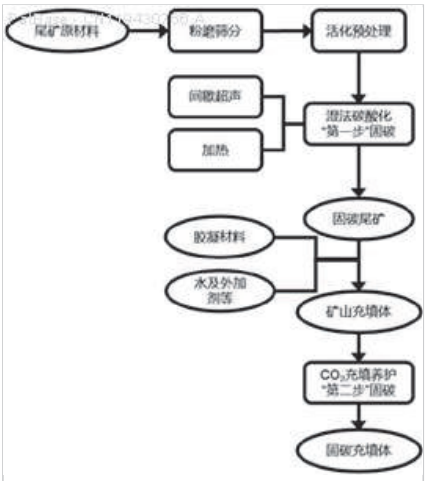 尾矿原材料
粉磨筛分
活化预处理
间歇超声
加热
湿法碳酸化
"第一步"固碳
固碳尾矿
胶凝材料
水及外加
剂等
矿山充填体
CO₂充填养护
"第二步"固碳
固碳充填体